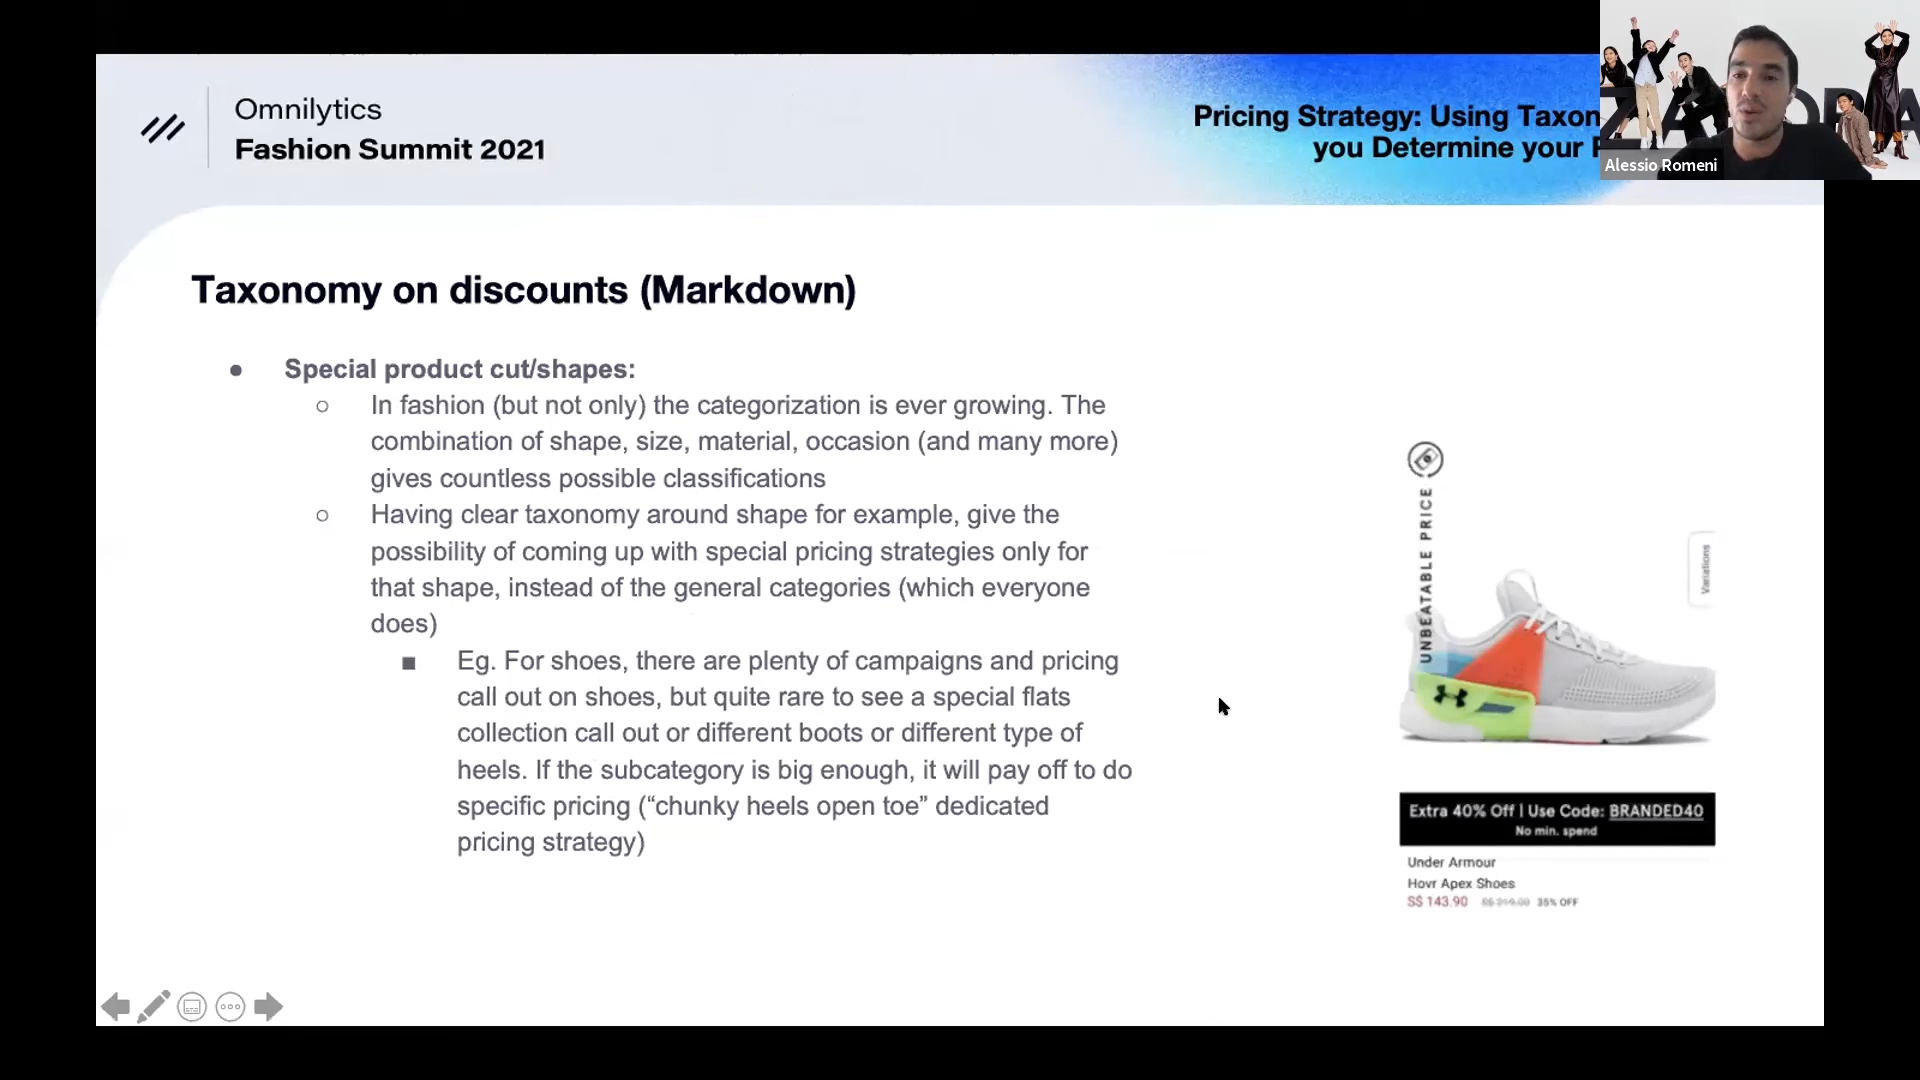 Omnilytics
Fashion Summit 2021
Pricing Strategy: Using Taxon
you Determine your
Alessio Romeni
Taxonomy on discounts (Markdown)
● Special product cut/shapes:
○ In fashion (but not only) the categorization is ever growing. The
combination of shape, size, material, occasion (and many more)
gives countless possible classifications
○ Having clear taxonomy around shape for example, give the
possibility of coming up with special pricing strategies only for
that shape, instead of the general categories (which everyone
does)
■ Eg. For shoes, there are plenty of campaigns and pricing
call out on shoes, but quite rare to see a special flats
collection call out or different boots or different type of
heels. If the subcategory is big enough, it will pay off to do
specific pricing (“chunky heels open toe” dedicated
pricing strategy)
UNBEATABLE PRICE
Variations
Extra 40% Off | Use Code: BRANDED40
No min. spend
Under Armour
Hovr Apex Shoes
S$ 143.90 S$ 219.00 35% OFF